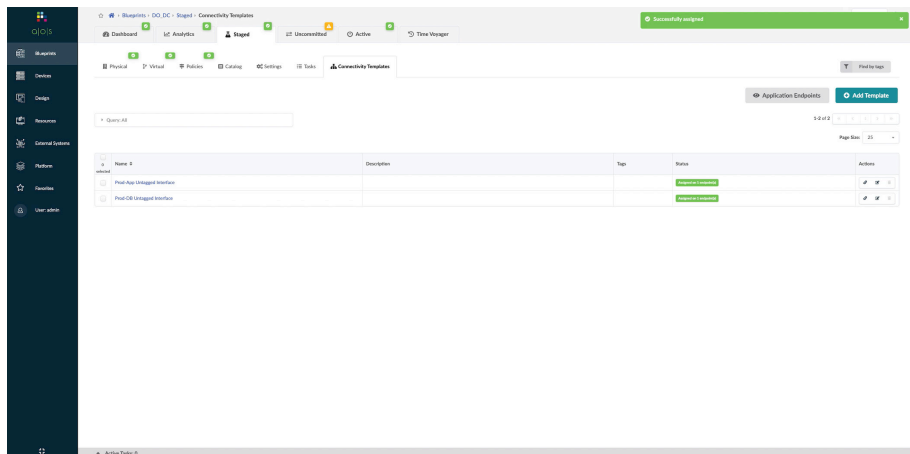 Blueprints › DO_DC › Staged › Connectivity Templates
Successfully assigned
a|o|s
Dashboard Analytics Staged Uncommitted Active Time Voyager
Blueprints
Physical Virtual Policies Catalog Settings Tasks Connectivity Templates Find by tags
Devices
Design
Application Endpoints Add Template
Resources
Query: All
1-2 of 2
External Systems
Page Size: 25
Platform
0 selected
Name Description Tags Status Actions
Favorites
Prod-App Untagged Interface
Prod-DB Untagged Interface
User: admin
Active Tasks: 0